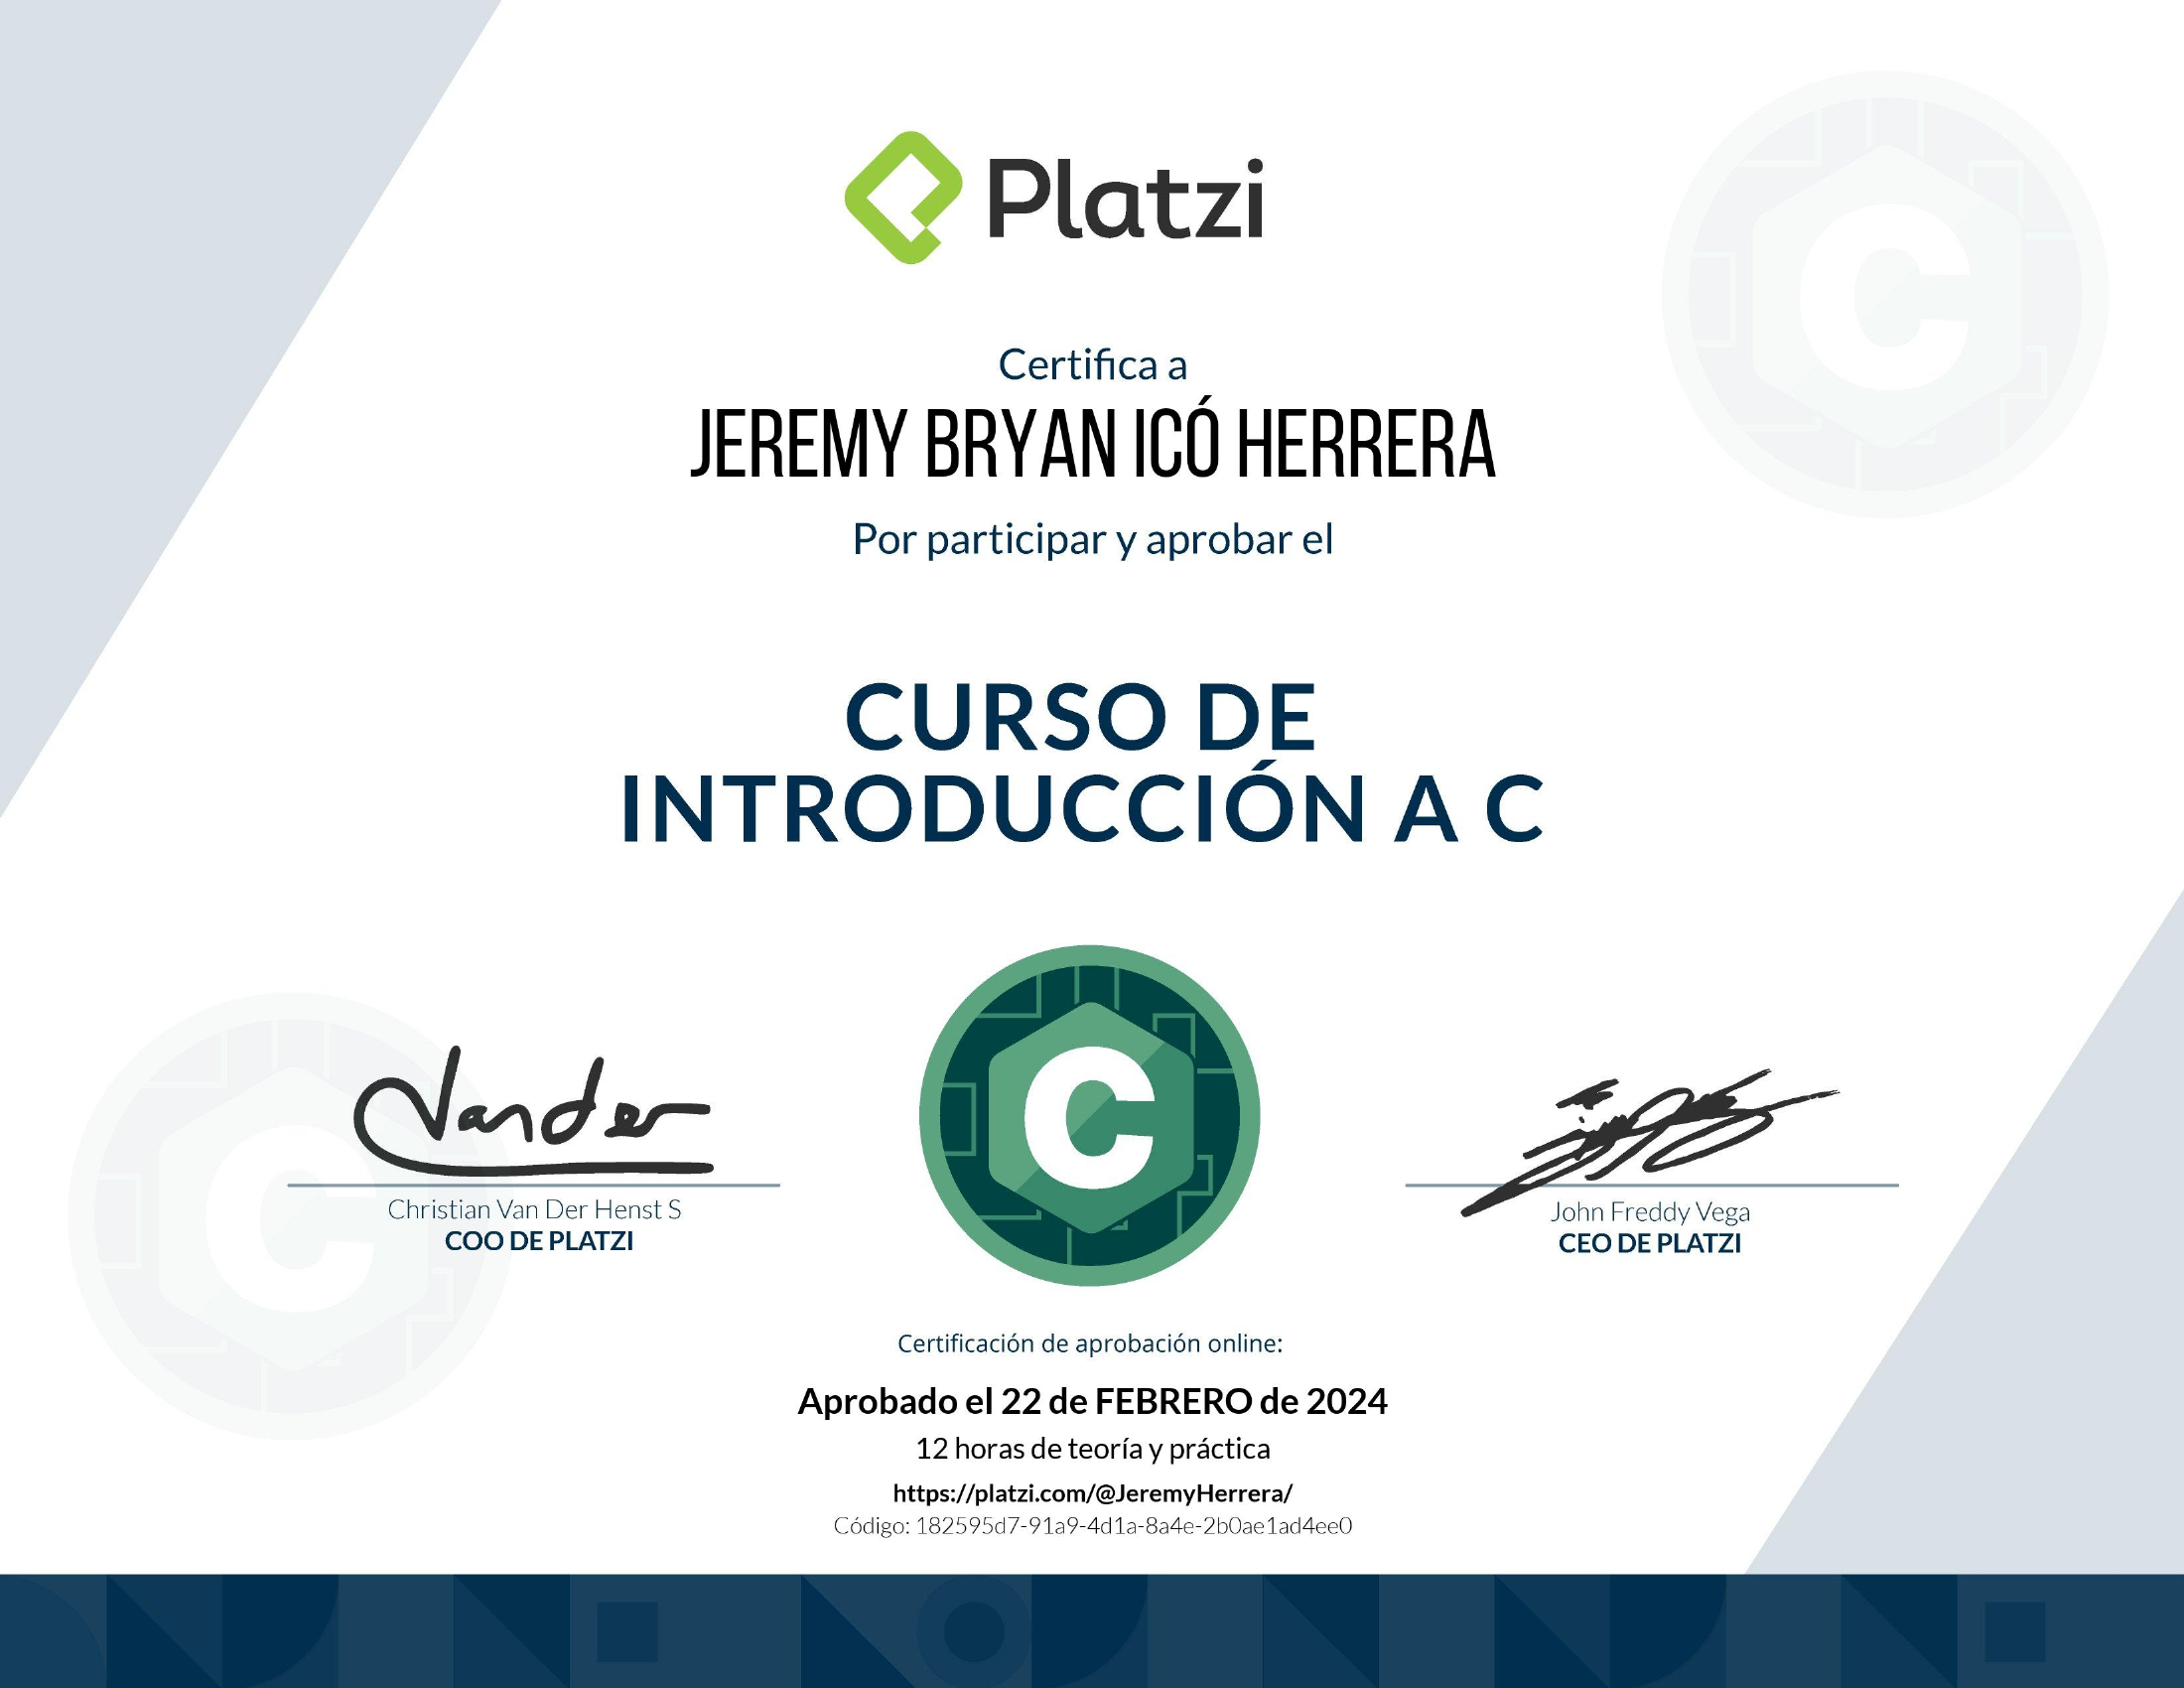 Platzi
Certifica a
JEREMY BRYAN ICÓ HERRERA
Por participar y aprobar el
CURSO DE
INTRODUCCIÓN A C
Vander
C
Christian Van Der Henst S
COO DE PLATZI
John Freddy Vega
CEO DE PLATZI
Certificación de aprobación online:
Aprobado el 22 de FEBRERO de 2024
12 horas de teoría y práctica
https://platzi.com/@JeremyHerrera/
Código: 182595d7-91a9-4d1a-8a4e-2b0ae1ad4ee0